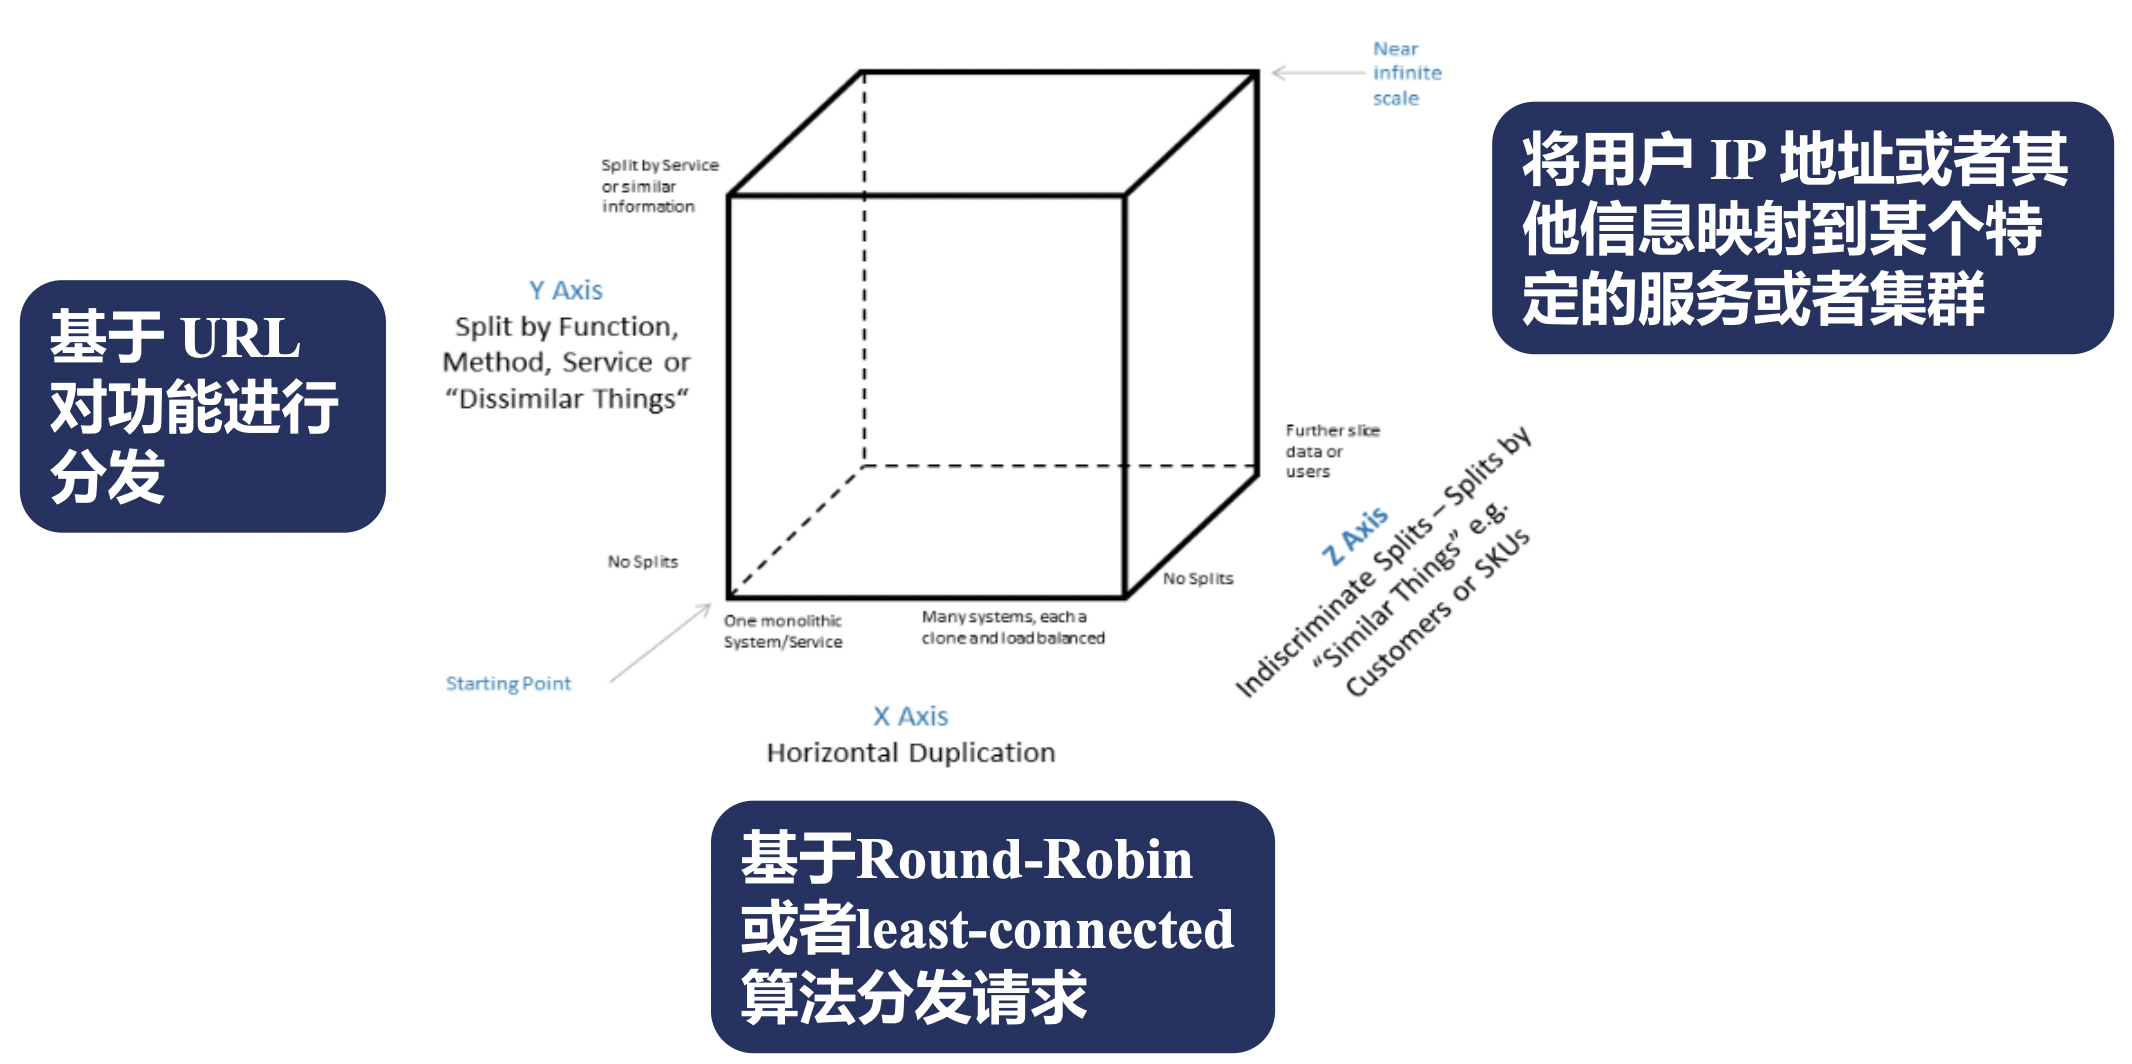 Near
infinite
scale
将用户 IP 地址或者其
他信息映射到某个特
定的服务或者集群
Split by Service
or similar
information
基于 URL
对功能进行
分发
Y Axis
Split by Function,
Method, Service or
“Dissimilar Things“
Further slice
data or
users
No Splits
No Splits
Z Axis
Indiscriminate Splits – Splits by
“Similar Things” e.g.
Customers or SKUs
One monolithic
System/Service
Many systems, each a
clone and load balanced
Starting Point
X Axis
Horizontal Duplication
基于Round-Robin
或者least-connected
算法分发请求